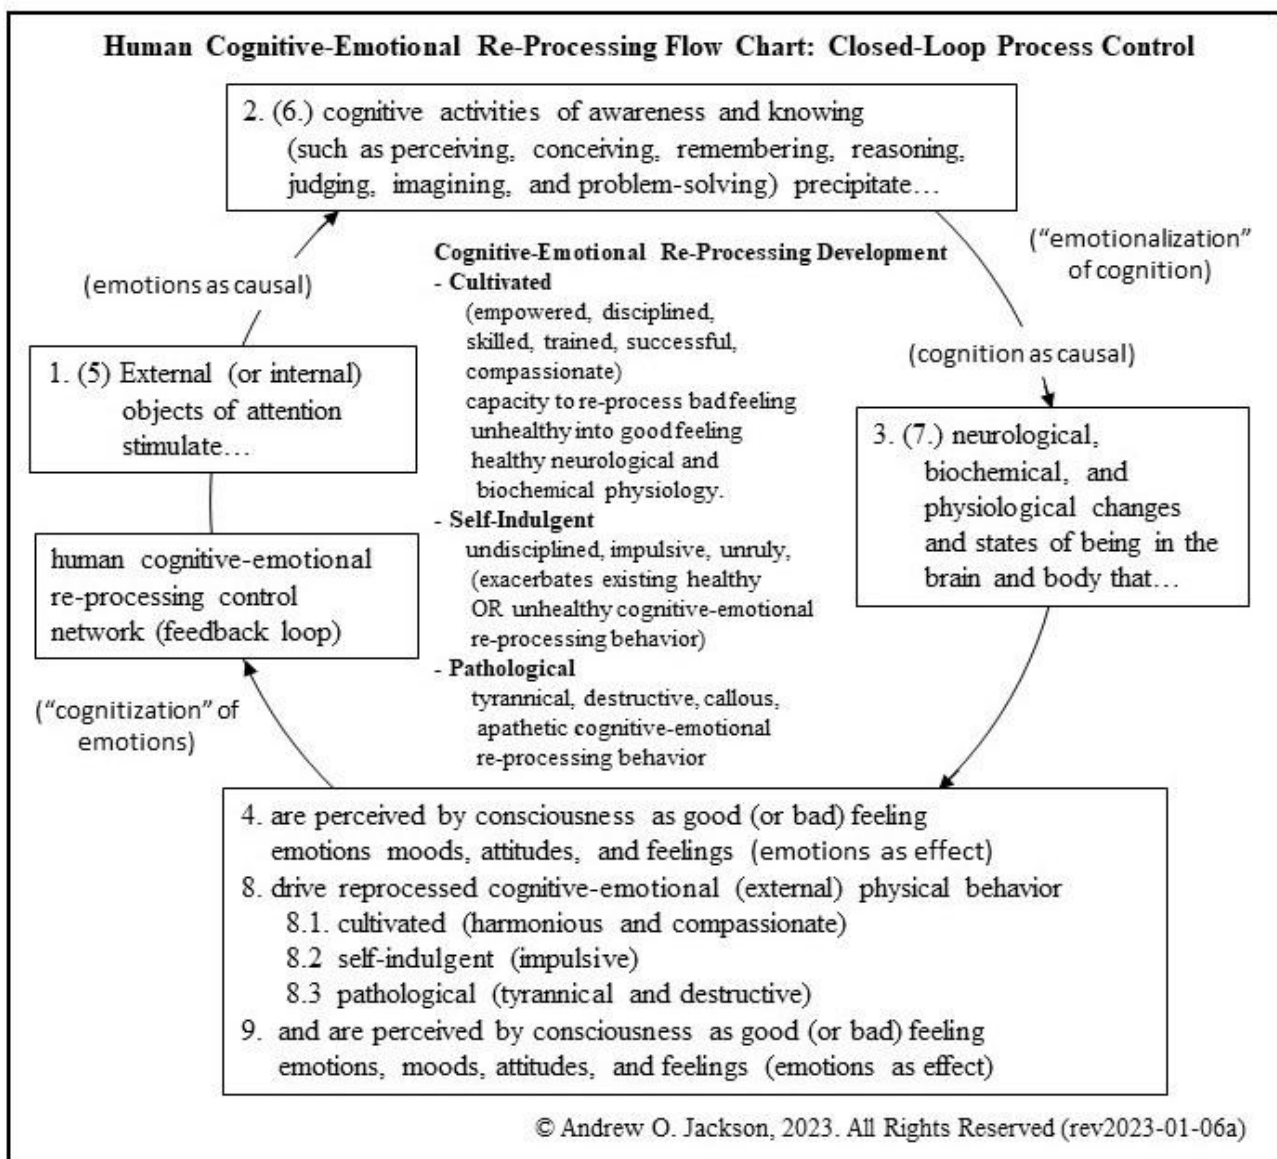 Human Cognitive-Emotional Re-Processing Flow Chart: Closed-Loop Process Control
2. (6.) cognitive activities of awareness and knowing
(such as perceiving, conceiving, remembering, reasoning,
judging, imagining, and problem-solving) precipitate…
(“emotionalization”
of cognition)
(cognition as causal)
(emotions as causal)
1. (5) External (or internal)
objects of attention
stimulate…
Cognitive-Emotional Re-Processing Development
- Cultivated
(empowered, disciplined,
skilled, trained, successful,
compassionate)
capacity to re-process bad feeling
unhealthy into good feeling
healthy neurological and
biochemical physiology.
- Self-Indulgent
undisciplined, impulsive, unruly,
(exacerbates existing healthy
OR unhealthy cognitive-emotional
re-processing behavior)
- Pathological
tyrannical, destructive, callous,
apathetic cognitive-emotional
re-processing behavior
3. (7.) neurological,
biochemical, and
physiological changes
and states of being in the
brain and body that…
human cognitive-emotional
re-processing control
network (feedback loop)
(“cognitization” of
emotions)
4. are perceived by consciousness as good (or bad) feeling
emotions moods, attitudes, and feelings (emotions as effect)
8. drive reprocessed cognitive-emotional (external) physical behavior
8.1. cultivated (harmonious and compassionate)
8.2 self-indulgent (impulsive)
8.3 pathological (tyrannical and destructive)
9. and are perceived by consciousness as good (or bad) feeling
emotions, moods, attitudes, and feelings (emotions as effect)
© Andrew O. Jackson, 2023. All Rights Reserved (rev2023-01-06a)